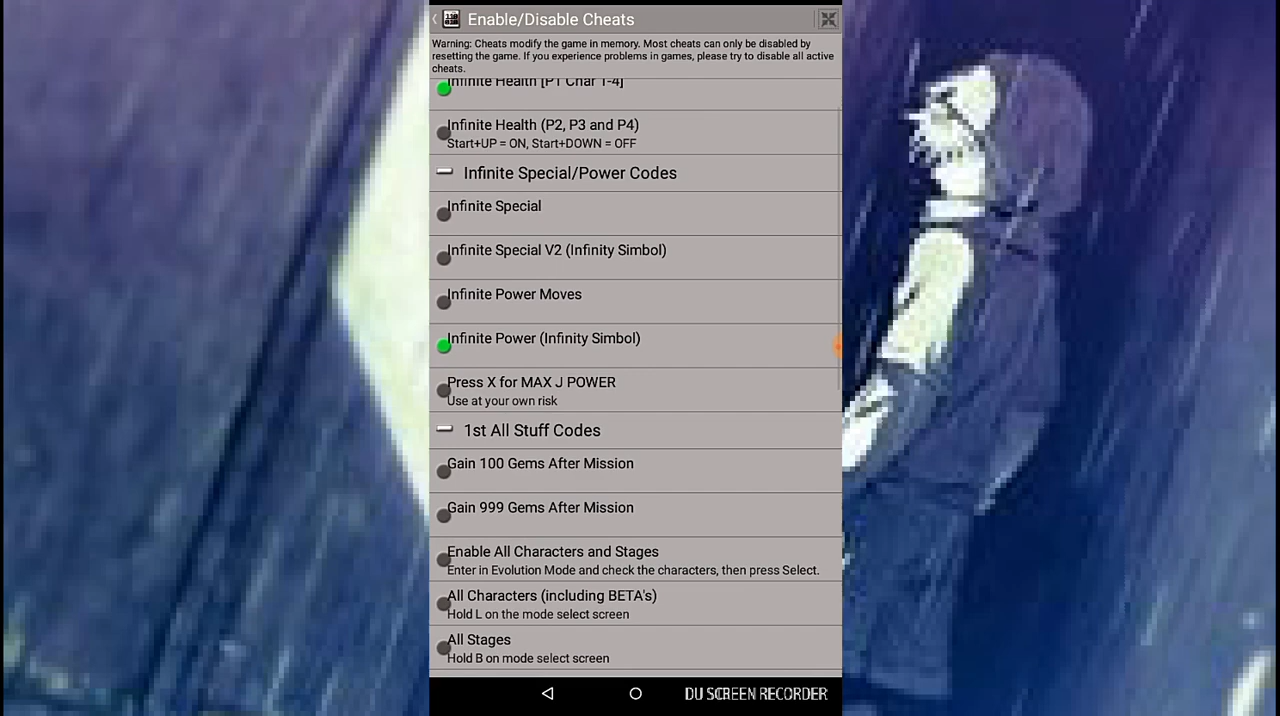 Enable/Disable Cheats
Warning: Cheats modify the game in memory. Most cheats can only be disabled by
resetting the game. If you experience problems in games, please try to disable all active
cheats.
Infinite Health [P1 Char 1-4]
Infinite Health (P2, P3 and P4)
Start+UP = ON, Start+DOWN = OFF
Infinite Special/Power Codes
Infinite Special
Infinite Special V2 (Infinity Simbol)
Infinite Power Moves
Infinite Power (Infinity Simbol)
Press X for MAX J POWER
Use at your own risk
1st All Stuff Codes
Gain 100 Gems After Mission
Gain 999 Gems After Mission
Enable All Characters and Stages
Enter in Evolution Mode and check the characters, then press Select.
All Characters (including BETA's)
Hold L on the mode select screen
All Stages
Hold B on mode select screen
DU SCREEN RECORDER